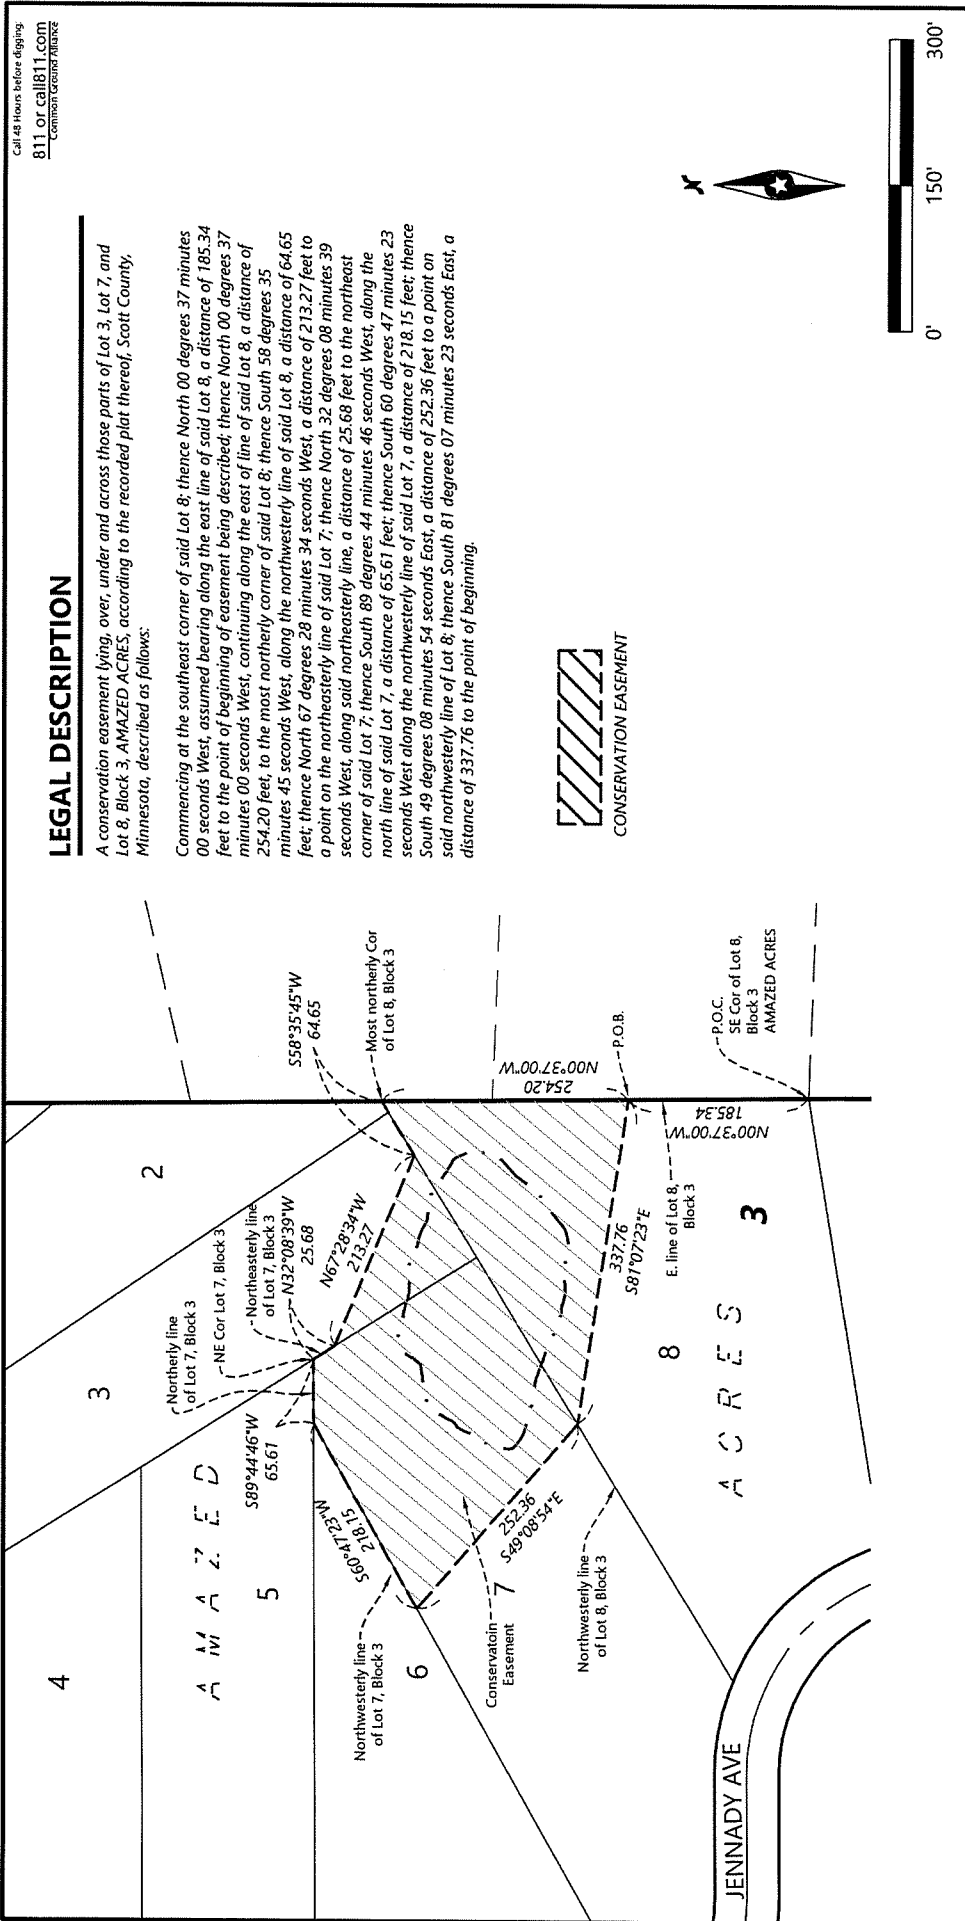 Call 48 Hours before digging:
811 or call811.com
Common Ground Alliance
LEGAL DESCRIPTION
A conservation easement lying, over, under and across those parts of Lot 3, Lot 7, and
Lot 8, Block 3, AMAZED ACRES, according to the recorded plat thereof, Scott County,
Minnesota, described as follows:
Commencing at the southeast corner of said Lot 8; thence North 00 degrees 37 minutes
00 seconds West, assumed bearing along the east line of said Lot 8, a distance of 185.34
feet to the point of beginning of easement being described; thence North 00 degrees 37
minutes 00 seconds West, continuing along the east of line of said Lot 8, a distance of
254.20 feet, to the most northerly corner of said Lot 8; thence South 58 degrees 35
minutes 45 seconds West, along the northwesterly line of said Lot 8, a distance of 64.65
feet; thence North 67 degrees 28 minutes 34 seconds West, a distance of 213.27 feet to
a point on the northeasterly line of said Lot 7; thence North 32 degrees 08 minutes 39
seconds West, along said northeasterly line, a distance of 25.68 feet to the northeast
corner of said Lot 7; thence South 89 degrees 44 minutes 46 seconds West, along the
north line of said Lot 7, a distance of 65.61 feet; thence South 60 degrees 47 minutes 23
seconds West along the northwesterly line of said Lot 7, a distance of 218.15 feet; thence
South 49 degrees 08 minutes 54 seconds East, a distance of 252.36 feet to a point on
said northwesterly line of Lot 8; thence South 81 degrees 07 minutes 23 seconds East, a
distance of 337.76 to the point of beginning.
CONSERVATION EASEMENT
N
0'
150'
300'
4
3
2
AMAZED
5
Northerly line
of Lot 7, Block 3
NE Cor Lot 7, Block 3
Northeasterly line
of Lot 7, Block 3
N32°08'39"W
25.68
S89°44'46"W
65.61
N67°28'34"W
213.27
S58°35'45"W
64.65
Most northerly Cor
of Lot 8, Block 3
S60°47'23"W
218.15
Northwesterly line
of Lot 7, Block 3
6
254.20
N00°37'00"W
Conservatoin
Easement
7
252.36
S49°08'54"E
337.76
S81°07'23"E
P.O.B.
Northwesterly line
of Lot 8, Block 3
8
E. line of Lot 8,
Block 3
N00°37'00"W
185.34
P.O.C.
SE Cor of Lot 8,
Block 3
AMAZED ACRES
ACRES
3
JENNADY AVE